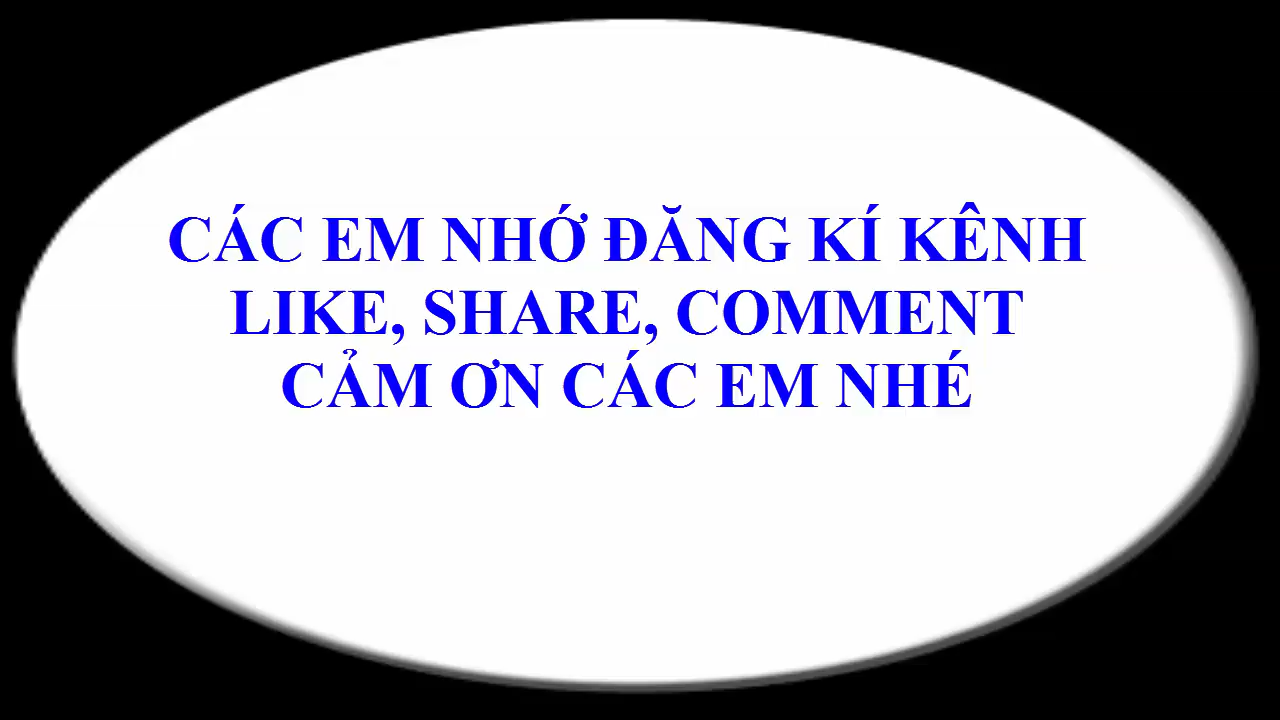 CÁC EM NHỚ ĐĂNG KÍ KÊNH
LIKE, SHARE, COMMENT
CẢM ƠN CÁC EM NHÉ